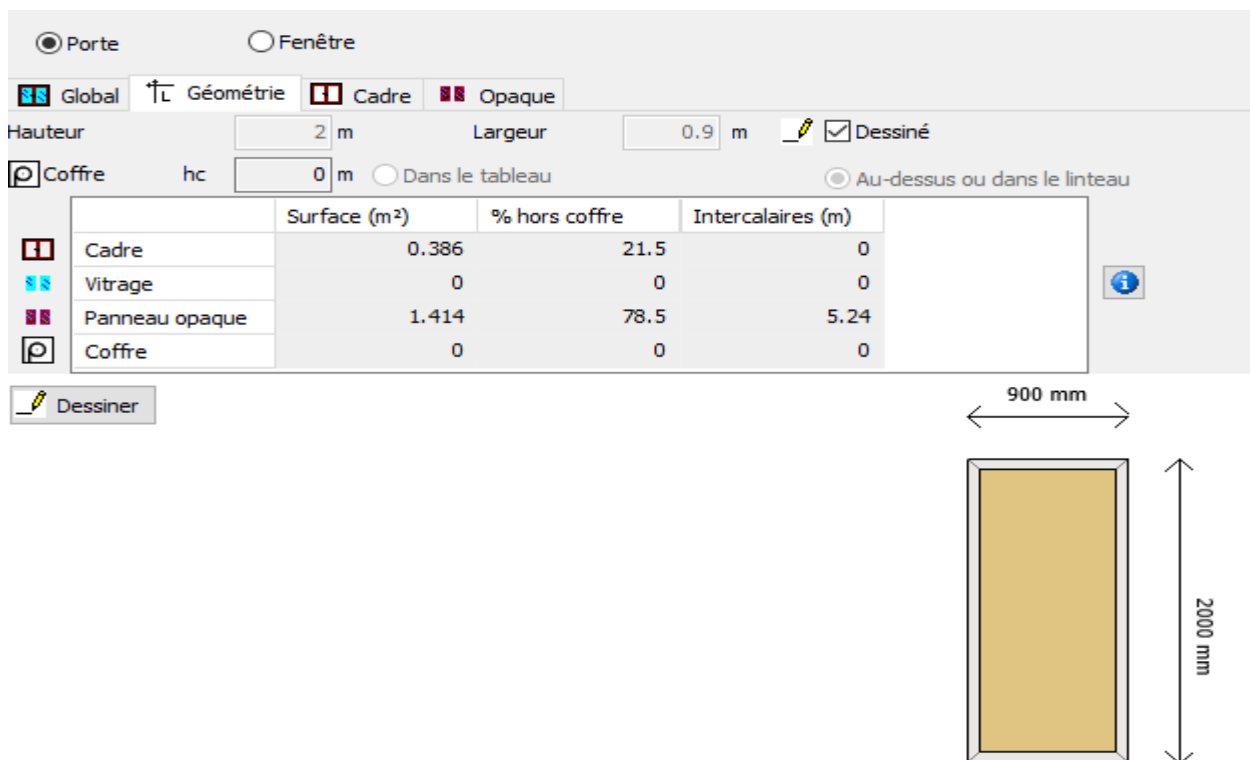 Porte Fenêtre
Global Géométrie Cadre Opaque
Hauteur 2 m Largeur 0.9 m Dessiné
Coffre hc 0 m Dans le tableau Au-dessus ou dans le linteau
Surface (m²) % hors coffre Intercalaires (m)
Cadre 0.386 21.5 0
Vitrage 0 0 0
Panneau opaque 1.414 78.5 5.24
Coffre 0 0 0
Dessiner
900 mm
2000 mm